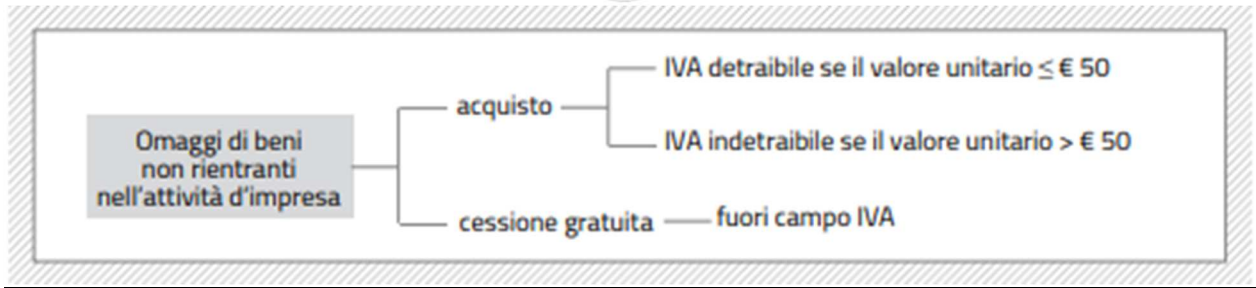 IVA detraibile se il valore unitario ≤ € 50
acquisto
Omaggi di beni
non rientranti
nell'attività d'impresa
IVA indetraibile se il valore unitario > € 50
cessione gratuita
fuori campo IVA